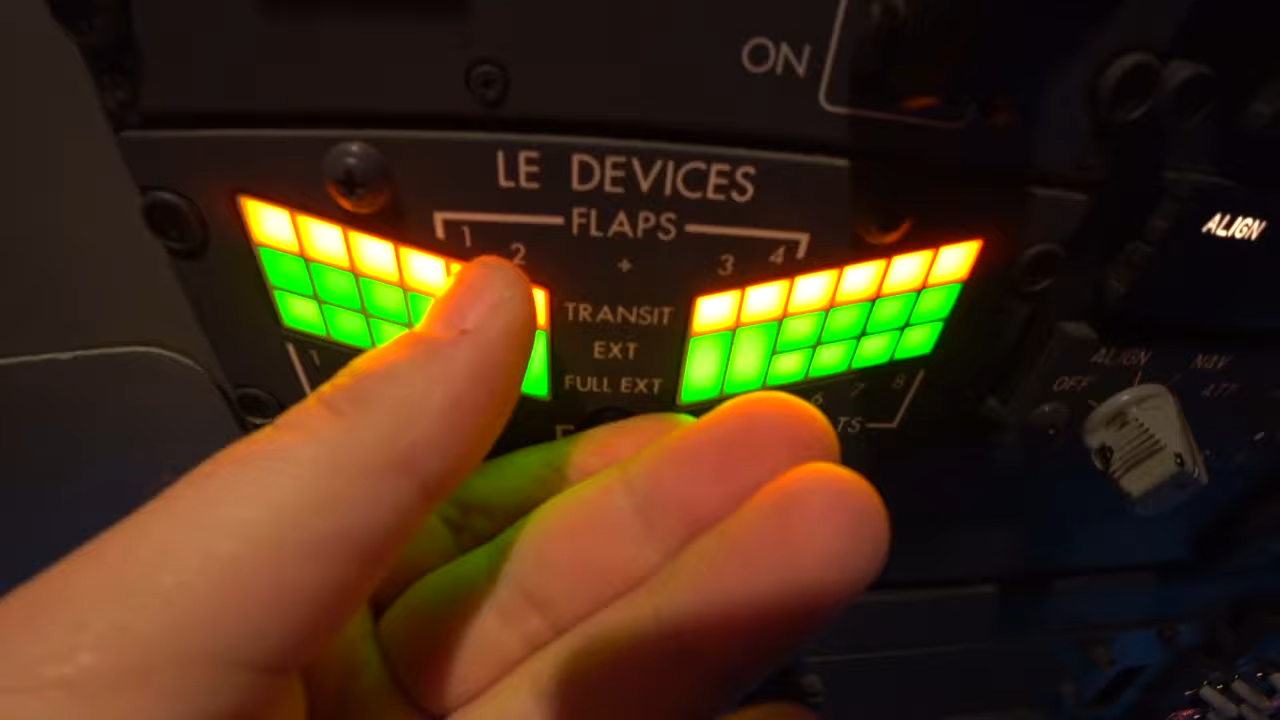 ON
LE DEVICES
FLAPS
1 2 3 4
TRANSIT
EXT
FULL EXT
1
6 7 8
TS
ALIGN
ALIGN
OFF
NAV
ATT